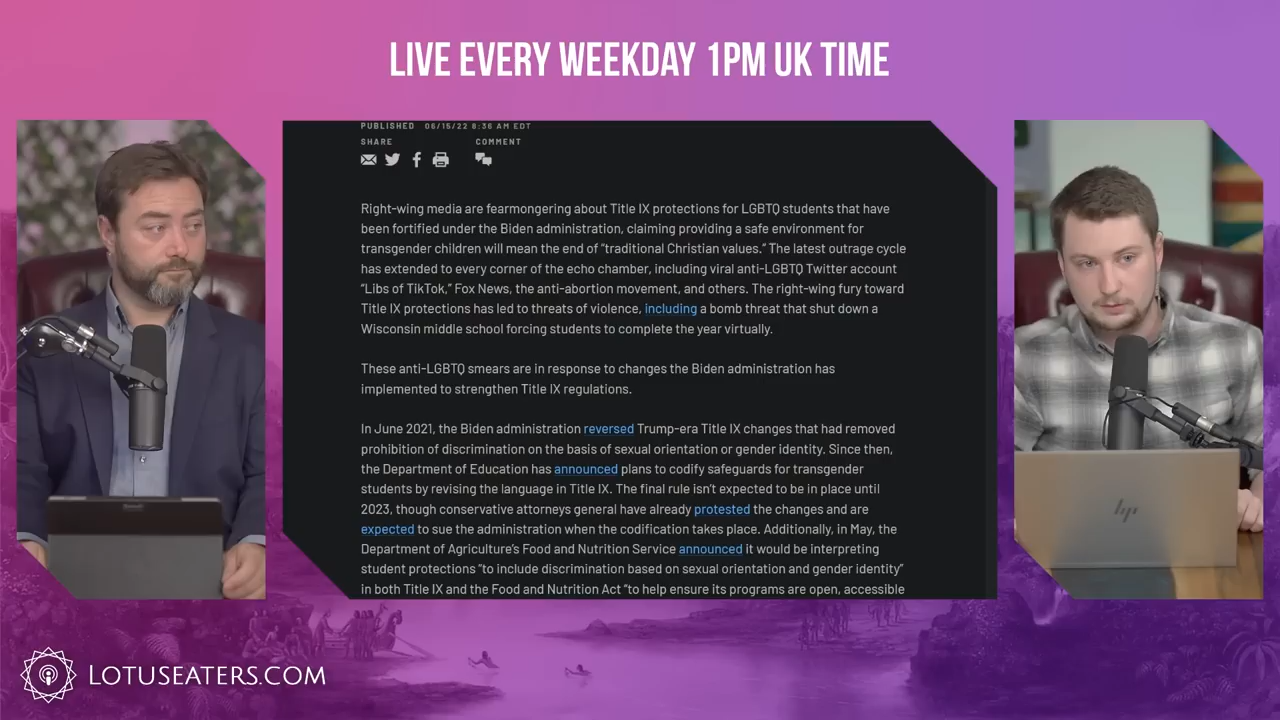 LIVE EVERY WEEKDAY 1PM UK TIME
PUBLISHED 06/15/22 8:36 AM EDT
SHARE COMMENT
Right-wing media are fearmongering about Title IX protections for LGBTQ students that have
been fortified under the Biden administration, claiming providing a safe environment for
transgender children will mean the end of “traditional Christian values.” The latest outrage cycle
has extended to every corner of the echo chamber, including viral anti-LGBTQ Twitter account
“Libs of TikTok,” Fox News, the anti-abortion movement, and others. The right-wing fury toward
Title IX protections has led to threats of violence, including a bomb threat that shut down a
Wisconsin middle school forcing students to complete the year virtually.
These anti-LGBTQ smears are in response to changes the Biden administration has
implemented to strengthen Title IX regulations.
In June 2021, the Biden administration reversed Trump-era Title IX changes that had removed
prohibition of discrimination on the basis of sexual orientation or gender identity. Since then,
the Department of Education has announced plans to codify safeguards for transgender
students by revising the language in Title IX. The final rule isn’t expected to be in place until
2023, though conservative attorneys general have already protested the changes and are
expected to sue the administration when the codification takes place. Additionally, in May, the
Department of Agriculture’s Food and Nutrition Service announced it would be interpreting
student protections “to include discrimination based on sexual orientation and gender identity”
in both Title IX and the Food and Nutrition Act “to help ensure its programs are open, accessible
hp
LOTUSEATERS.COM